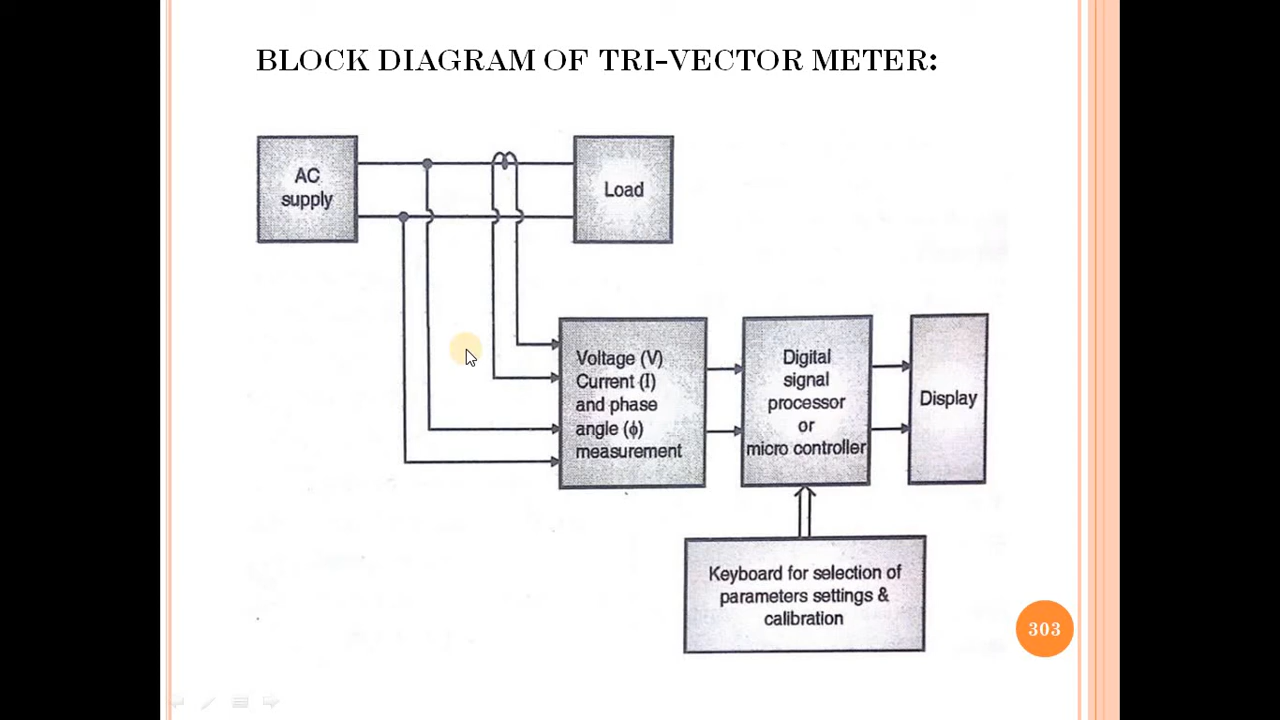 BLOCK DIAGRAM OF TRI-VECTOR METER:
AC
supply
Load
Voltage (V)
Current (I)
and phase
angle (ϕ)
measurement
Digital
signal
processor
or
micro controller
Display
Keyboard for selection of
parameters settings &
calibration
303